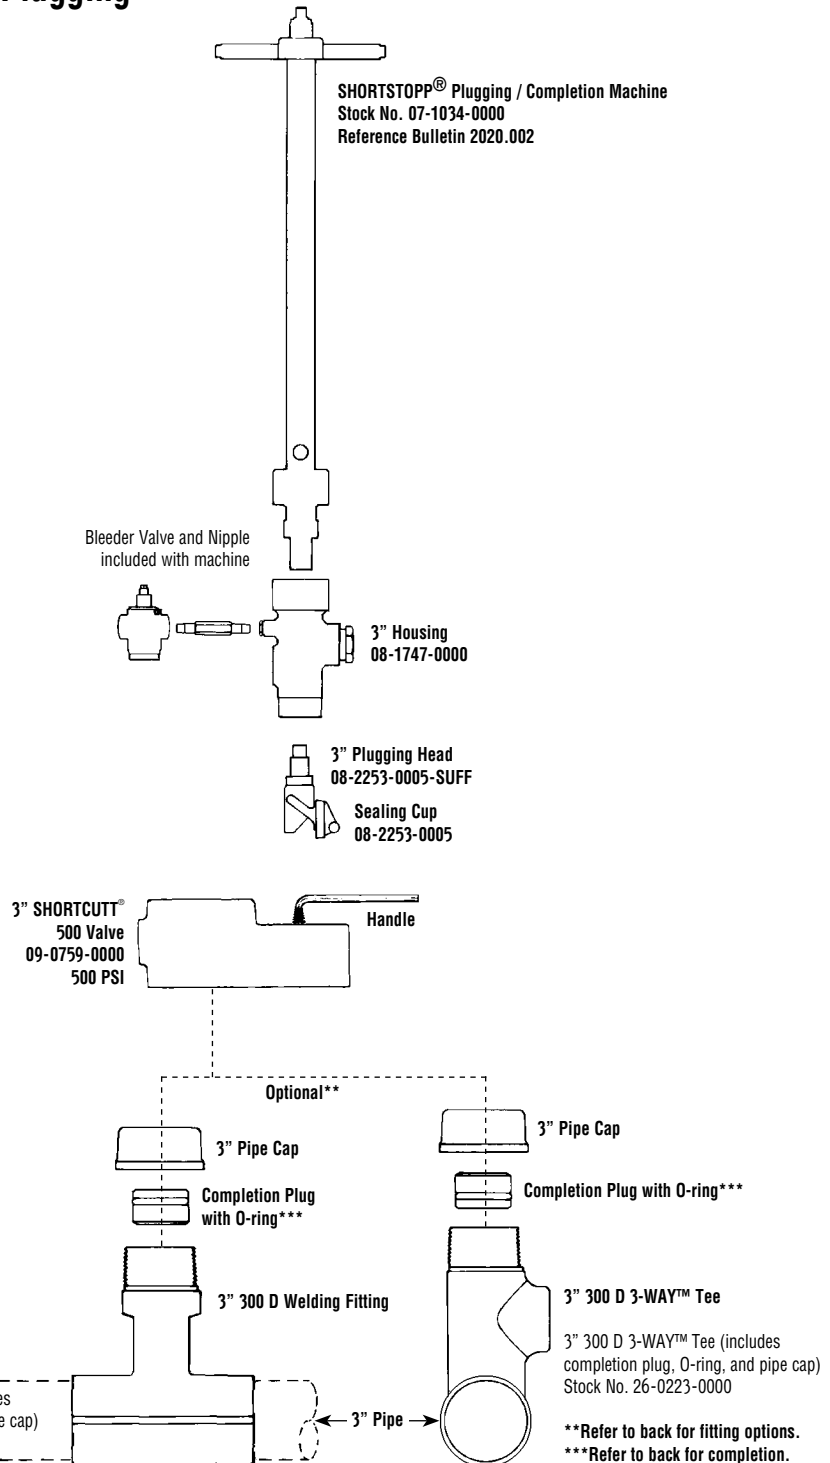 SHORTSTOPP® Plugging / Completion Machine
Stock No. 07-1034-0000
Reference Bulletin 2020.002
Bleeder Valve and Nipple
included with machine
3" Housing
08-1747-0000
3" Plugging Head
08-2253-0005-SUFF
Sealing Cup
08-2253-0005
3" SHORTCUTT®
500 Valve
09-0759-0000
500 PSI
Handle
Optional**
3" Pipe Cap
Completion Plug
with O-ring***
3" 300 D Welding Fitting
3" Pipe Cap
Completion Plug with O-ring***
3" 300 D 3-WAY™ Tee
3" 300 D 3-WAY™ Tee (includes
completion plug, O-ring, and pipe cap)
Stock No. 26-0223-0000
cap)
3" Pipe
**Refer to back for fitting options.
***Refer to back for completion.